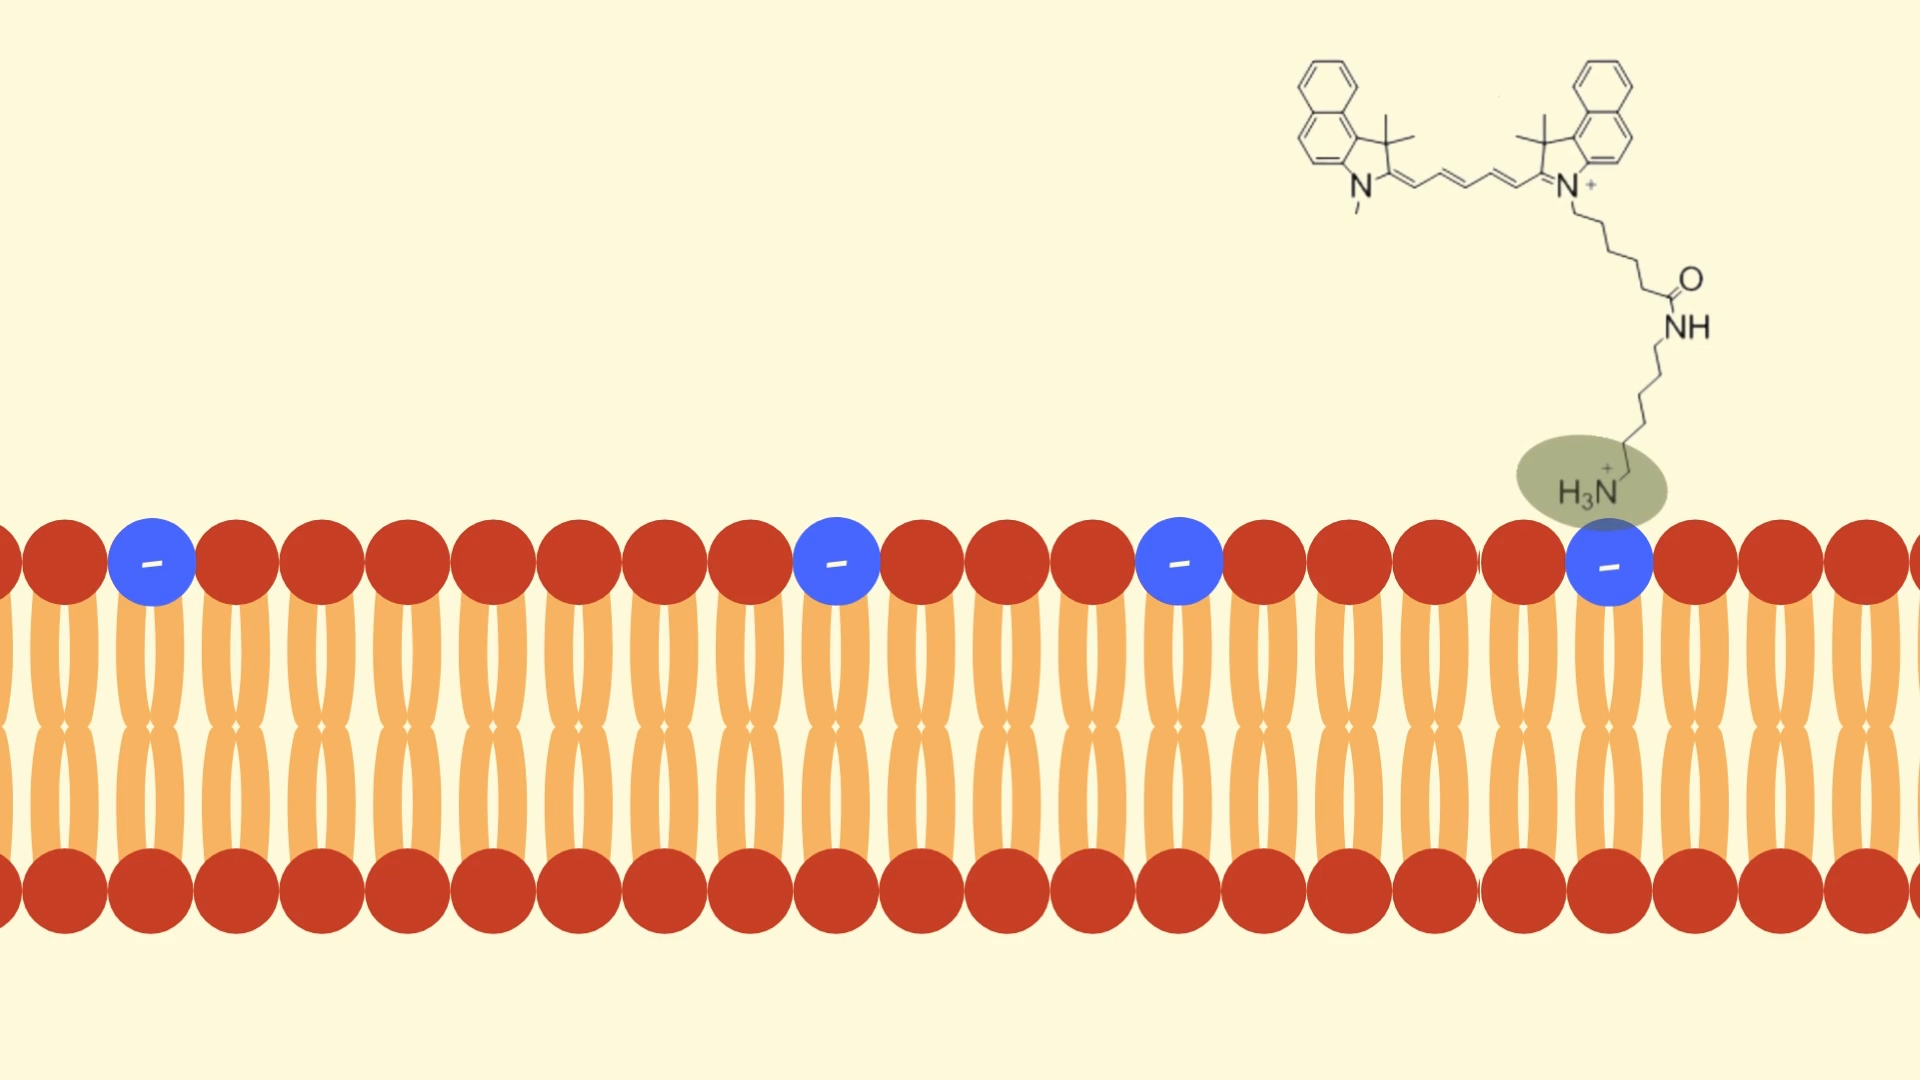 N
N +
O
NH
+
H₃N
– – – –